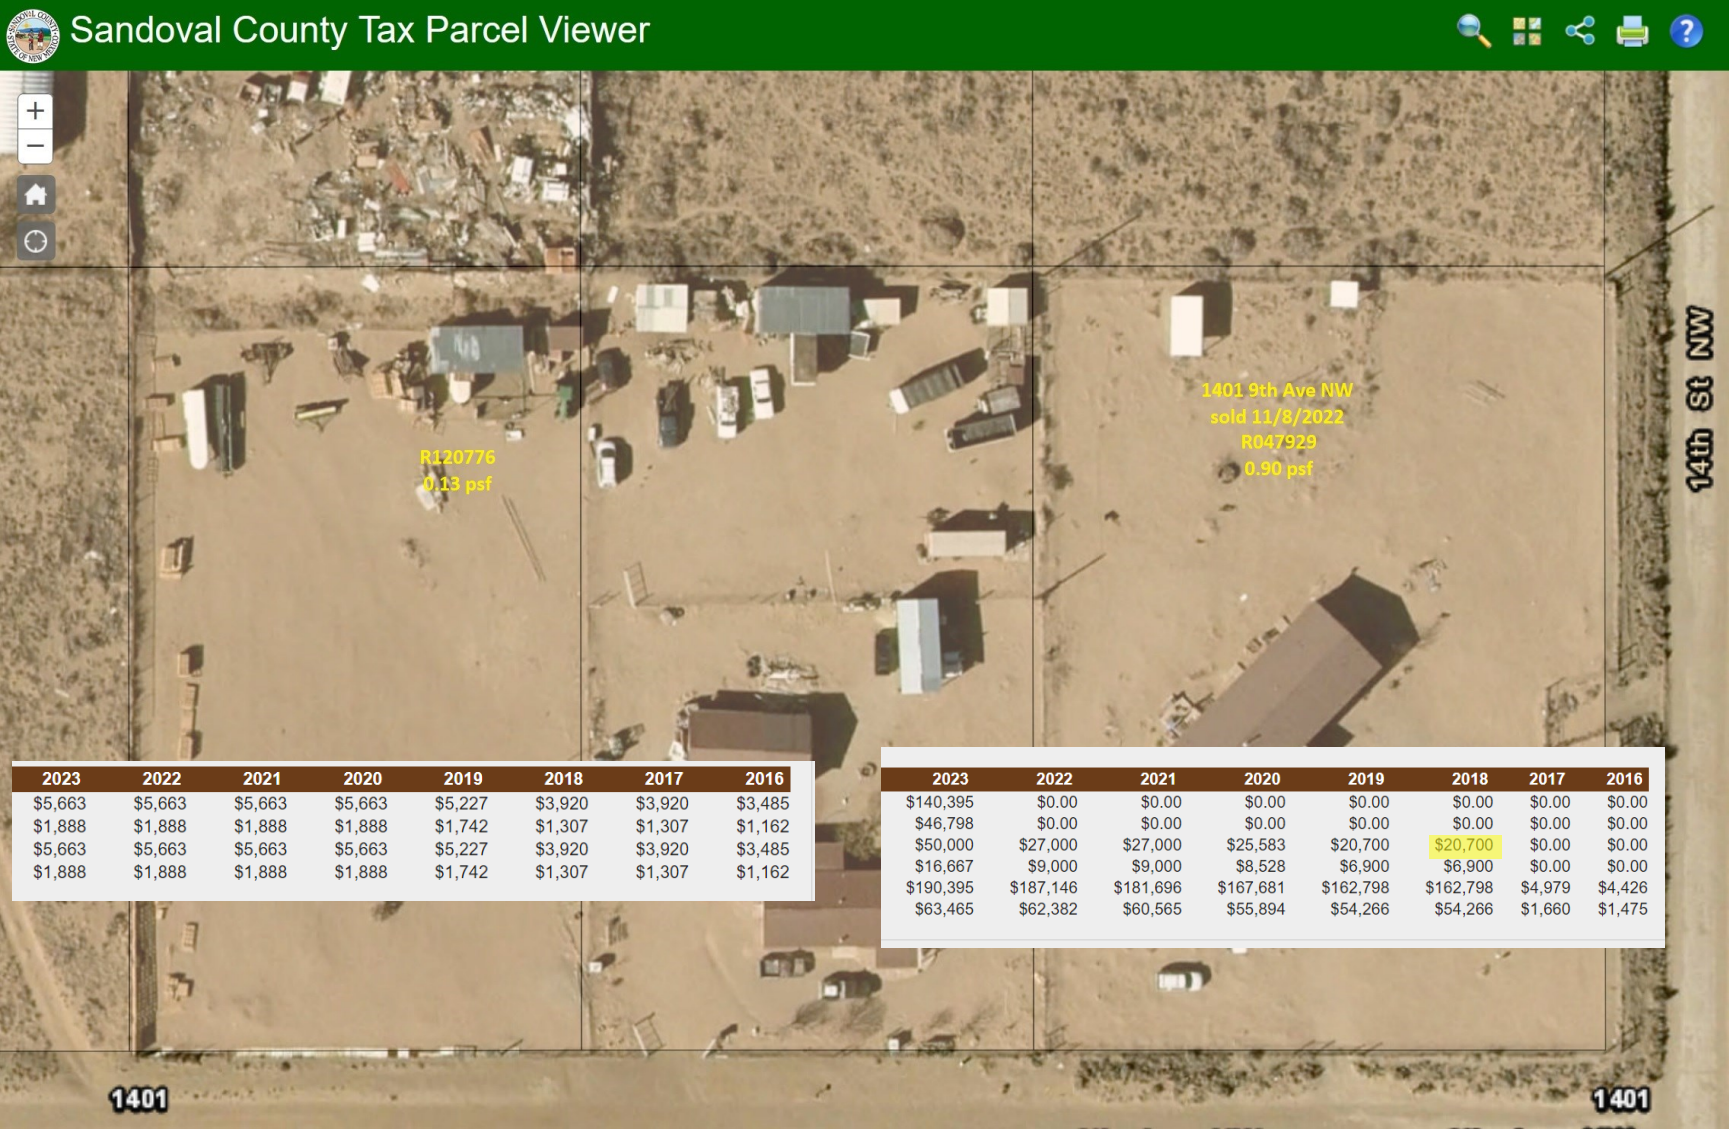 Sandoval County Tax Parcel Viewer
SANDOVAL COUNTY
STATE OF NEW MEXICO
?
+
−
14th St NW
1401 9th Ave NW
sold 11/8/2022
R047929
0.90 psf
R120776
0.13 psf
2023 2022 2021 2020 2019 2018 2017 2016
$5,663 $5,663 $5,663 $5,663 $5,227 $3,920 $3,920 $3,485
$1,888 $1,888 $1,888 $1,888 $1,742 $1,307 $1,307 $1,162
$5,663 $5,663 $5,663 $5,663 $5,227 $3,920 $3,920 $3,485
$1,888 $1,888 $1,888 $1,888 $1,742 $1,307 $1,307 $1,162
2023 2022 2021 2020 2019 2018 2017 2016
$140,395 $0.00 $0.00 $0.00 $0.00 $0.00 $0.00 $0.00
$46,798 $0.00 $0.00 $0.00 $0.00 $0.00 $0.00 $0.00
$50,000 $27,000 $27,000 $25,583 $20,700 $20,700 $0.00 $0.00
$16,667 $9,000 $9,000 $8,528 $6,900 $6,900 $0.00 $0.00
$190,395 $187,146 $181,696 $167,681 $162,798 $162,798 $4,979 $4,426
$63,465 $62,382 $60,565 $55,894 $54,266 $54,266 $1,660 $1,475
1401
1401